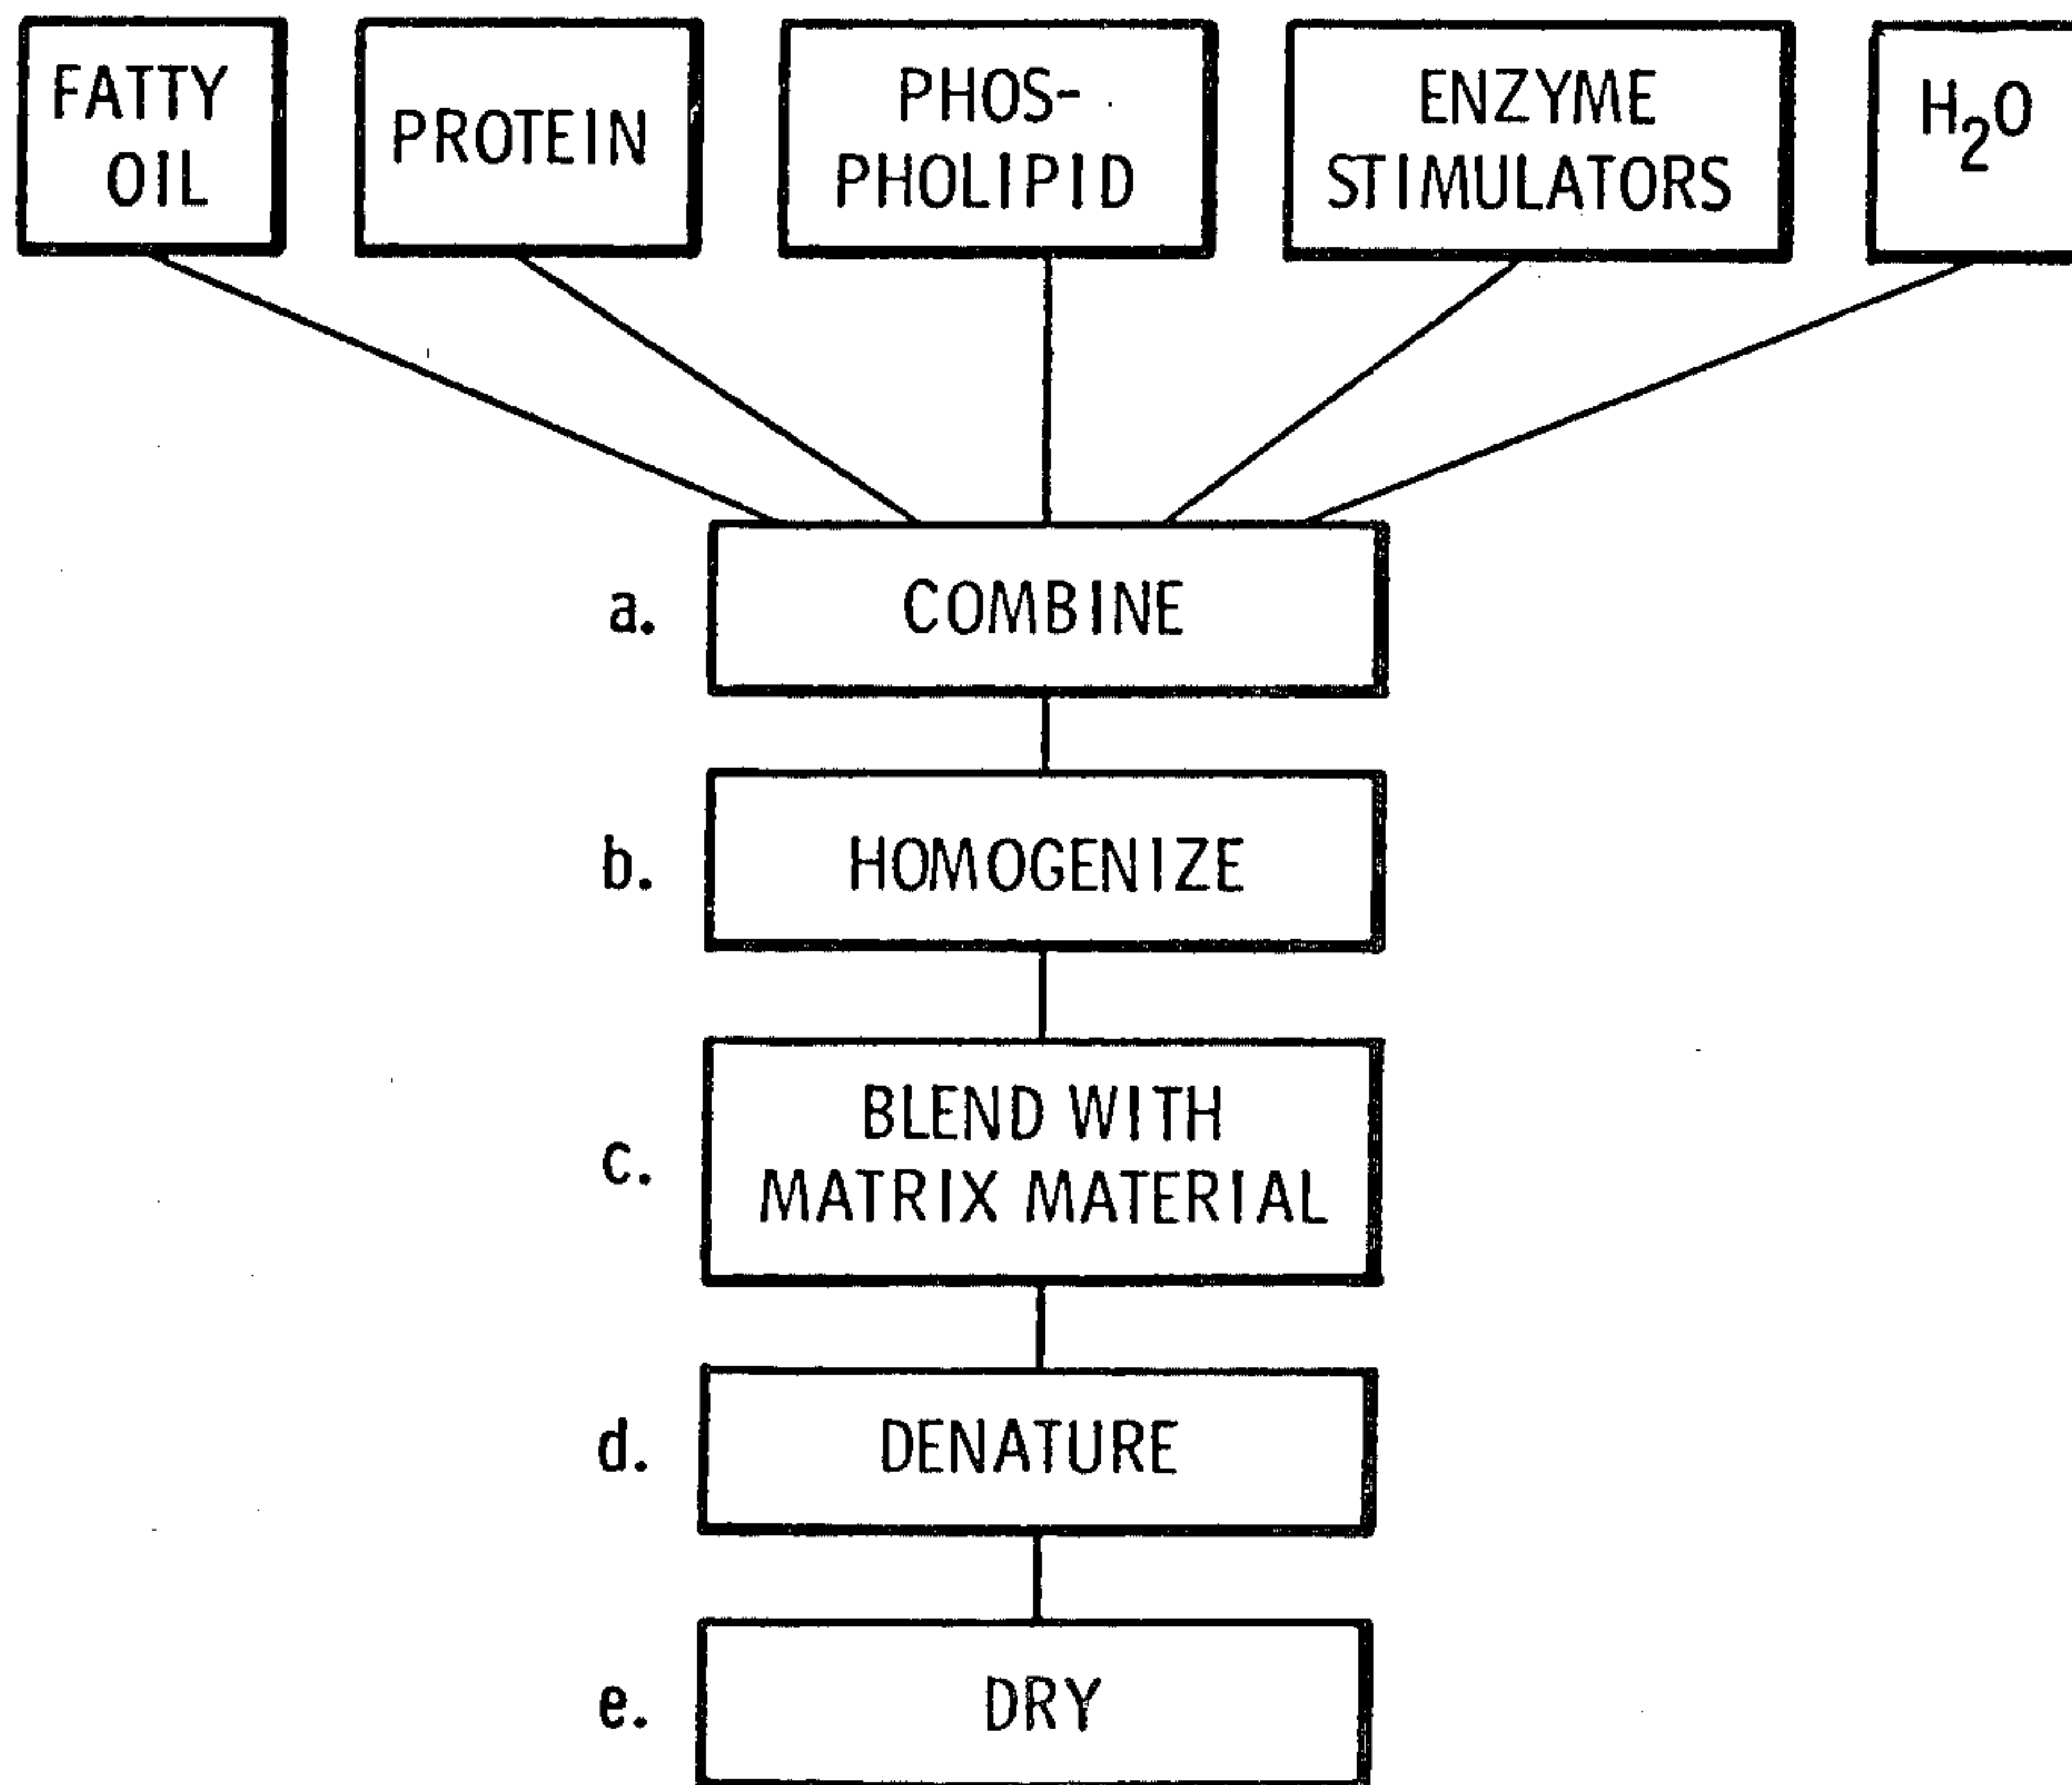 FATTY
OIL
PROTEIN
PHOS-
PHOLIPID
ENZYME
STIMULATORS
H₂O
a.
COMBINE
b.
HOMOGENIZE
c.
BLEND WITH
MATRIX MATERIAL
d.
DENATURE
e.
DRY